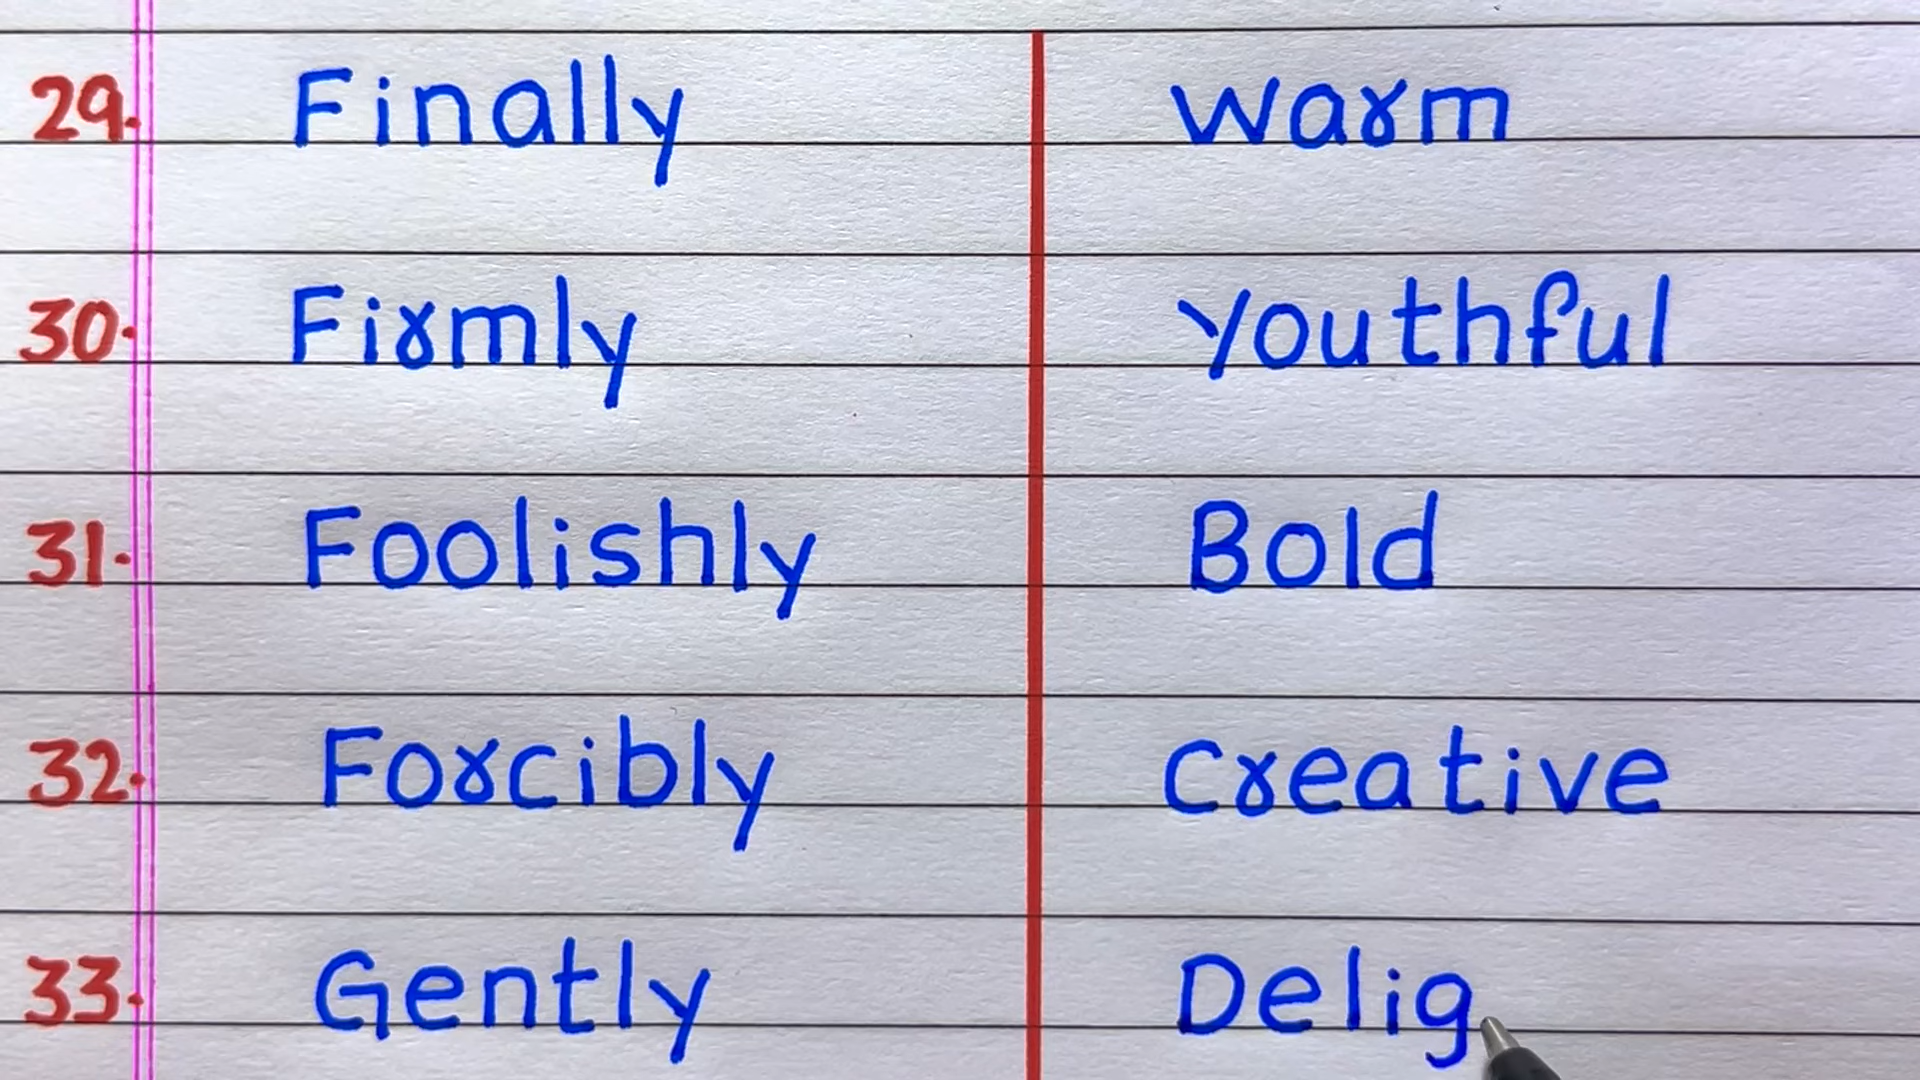 29. Finally Warm
30. Firmly Youthful
31. Foolishly Bold
32. Forcibly Creative
33. Gently Delig